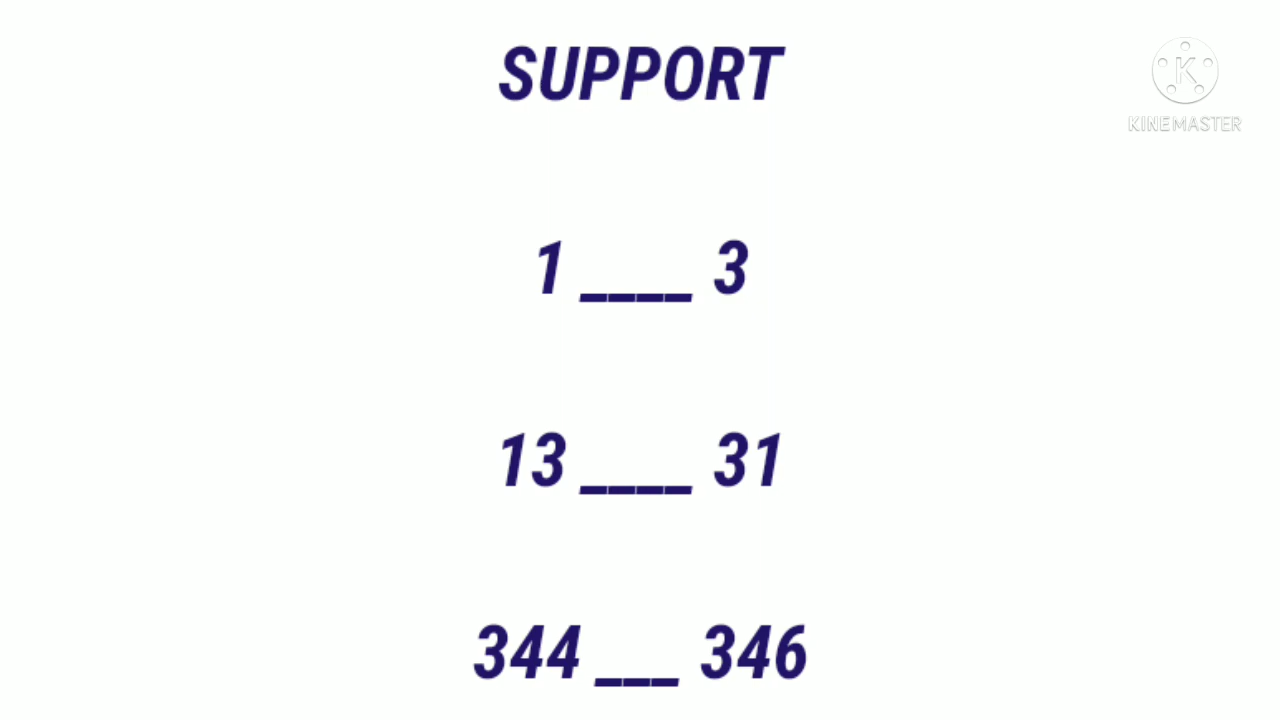 SUPPORT
K
KINEMASTER
1 ____ 3
13 ____ 31
344 ___ 346